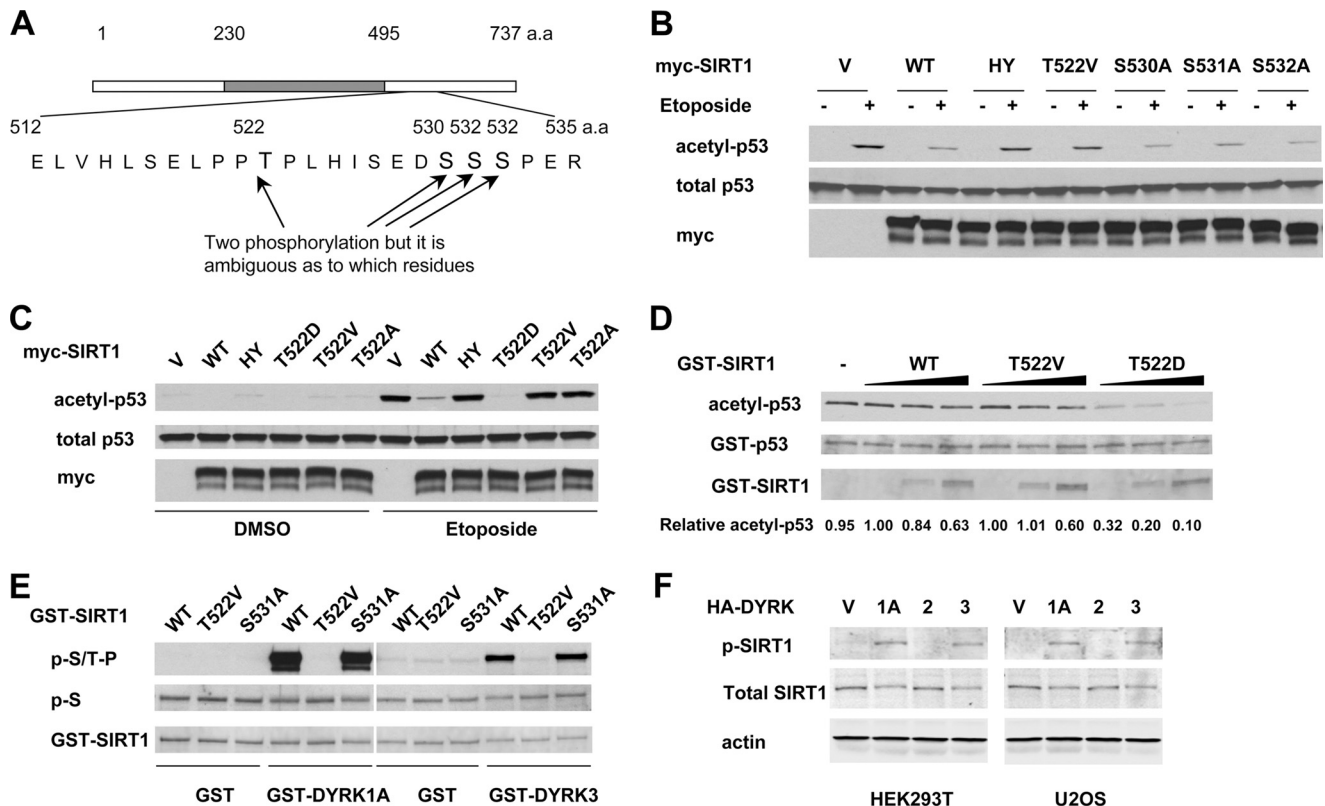 A
1 230 495 737 a.a
512 522 530 532 532 535 a.a
E L V H L S E L P P T P L H I S E D S S S P E R
Two phosphorylation but it is
ambiguous as to which residues
B
myc-SIRT1 V WT HY T522V S530A S531A S532A
Etoposide - + - + - + - + - + - + - +
acetyl-p53
total p53
myc
C
myc-SIRT1 V WT HY T522D T522V T522A V WT HY T522D T522V T522A
acetyl-p53
total p53
myc
DMSO Etoposide
D
GST-SIRT1 - WT T522V T522D
acetyl-p53
GST-p53
GST-SIRT1
Relative acetyl-p53 0.95 1.00 0.84 0.63 1.00 1.01 0.60 0.32 0.20 0.10
E
GST-SIRT1 WT T522V S531A WT T522V S531A WT T522V S531A WT T522V S531A
p-S/T-P
p-S
GST-SIRT1
GST GST-DYRK1A GST GST-DYRK3
F
HA-DYRK V 1A 2 3 V 1A 2 3
p-SIRT1
Total SIRT1
actin
HEK293T U2OS